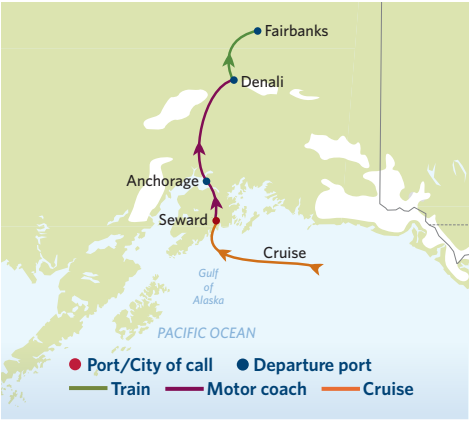 Fairbanks
Denali
Anchorage
Seward
Cruise
Gulf
of
Alaska
PACIFIC OCEAN
Port/City of call Departure port
Train Motor coach Cruise